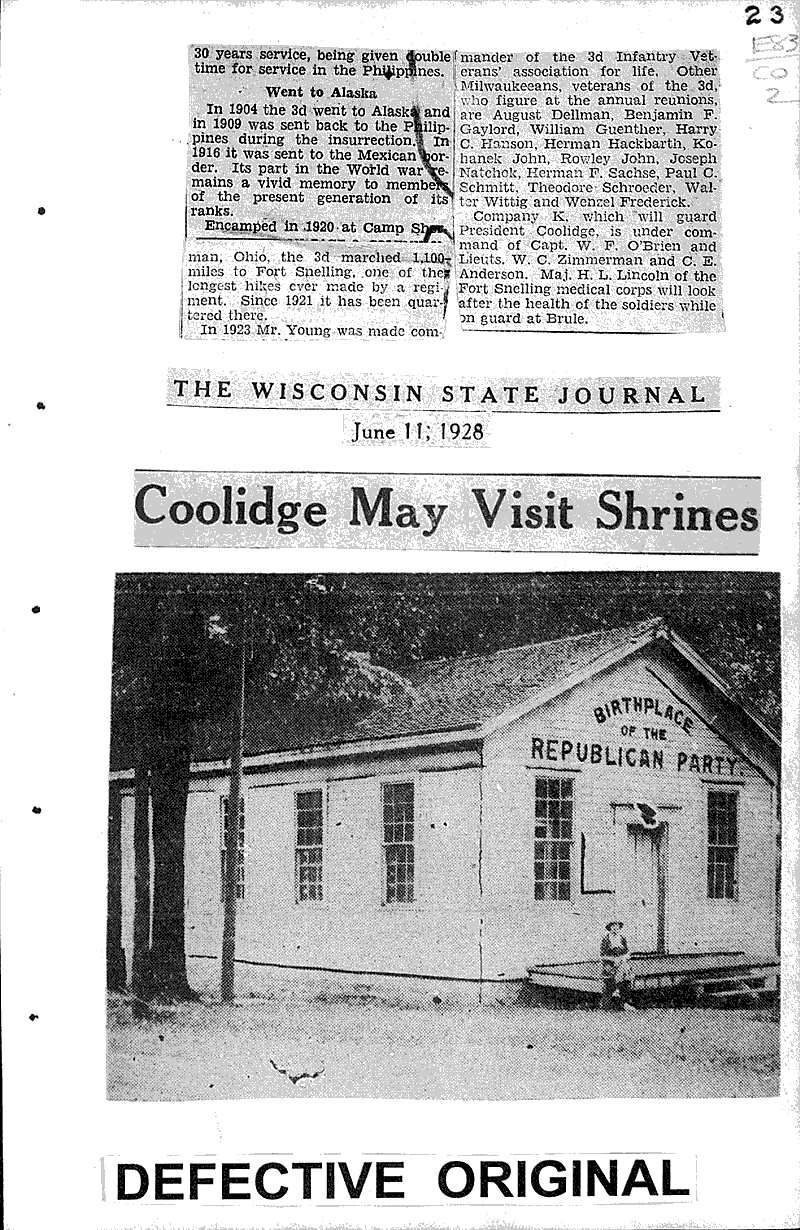 23
E83
CO
2
30 years service, being given double
time for service in the Philippines.
Went to Alaska
In 1904 the 3d went to Alaska and
in 1909 was sent back to the Philip-
pines during the insurrection. In
1916 it was sent to the Mexican bor-
der. Its part in the World war re-
mains a vivid memory to members
of the present generation of its
ranks.
Encamped in 1920 at Camp Sher-
man, Ohio, the 3d marched 1,100
miles to Fort Snelling, one of the
longest hikes ever made by a regi-
ment. Since 1921 it has been quar-
tered there.
In 1923 Mr. Young was made com-
mander of the 3d Infantry Vet-
erans' association for life. Other
Milwaukeeans, veterans of the 3d,
who figure at the annual reunions,
are August Dellman, Benjamin F.
Gaylord, William Guenther, Harry
C. Hanson, Herman Hackbarth, Ko-
hanek John, Rowley John, Joseph
Natchok, Herman F. Sachse, Paul C.
Schmitt, Theodore Schroeder, Wal-
ter Wittig and Wenzel Frederick.
Company K, which will guard
President Coolidge, is under com-
mand of Capt. W. F. O'Brien and
Lieuts. W. C. Zimmerman and C. E.
Anderson. Maj. H. L. Lincoln of the
Fort Snelling medical corps will look
after the health of the soldiers while
on guard at Brule.
THE WISCONSIN STATE JOURNAL
June 11, 1928
Coolidge May Visit Shrines
BIRTHPLACE
OF THE
REPUBLICAN PARTY.
DEFECTIVE ORIGINAL